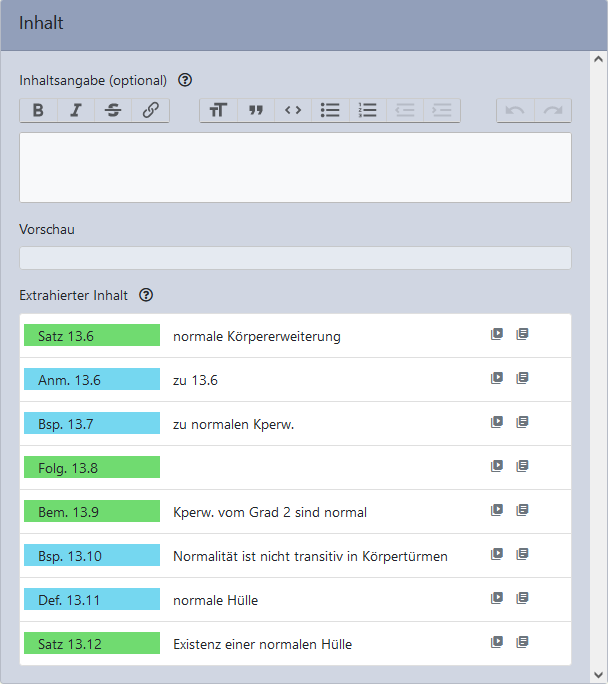 Inhalt
Inhaltsangabe (optional)
Vorschau
Extrahierter Inhalt
Satz 13.6 normale Körpererweiterung
Anm. 13.6 zu 13.6
Bsp. 13.7 zu normalen Kperw.
Folg. 13.8
Bem. 13.9 Kperw. vom Grad 2 sind normal
Bsp. 13.10 Normalität ist nicht transitiv in Körpertürmen
Def. 13.11 normale Hülle
Satz 13.12 Existenz einer normalen Hülle